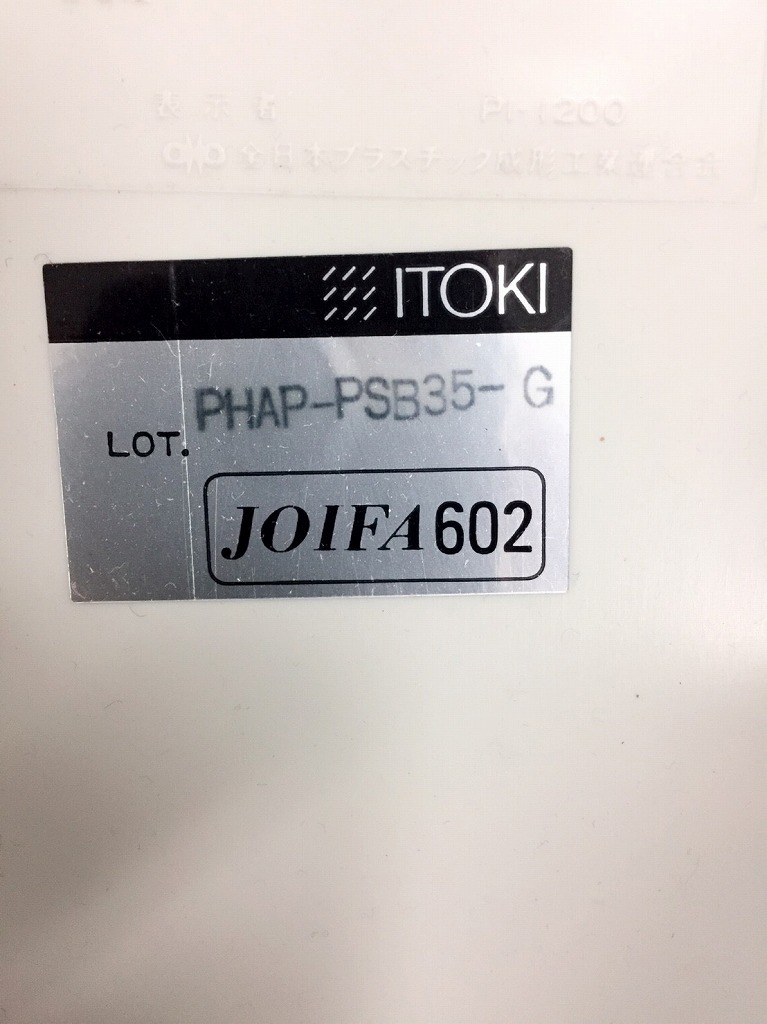 表示者 PI-1200
全日本プラスチック成形工業連合会
ITOKI
PHAP-PSB35-G
LOT.
JOIFA602